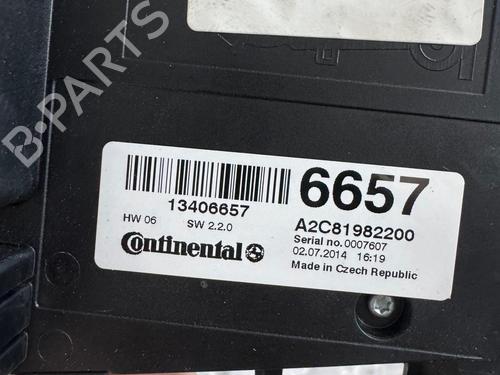 B-PARTS
13406657
HW 06 SW 2.2.0
Continental
6657
A2C81982200
Serial no. 0007607
02.07.2014 16:19
Made in Czech Republic